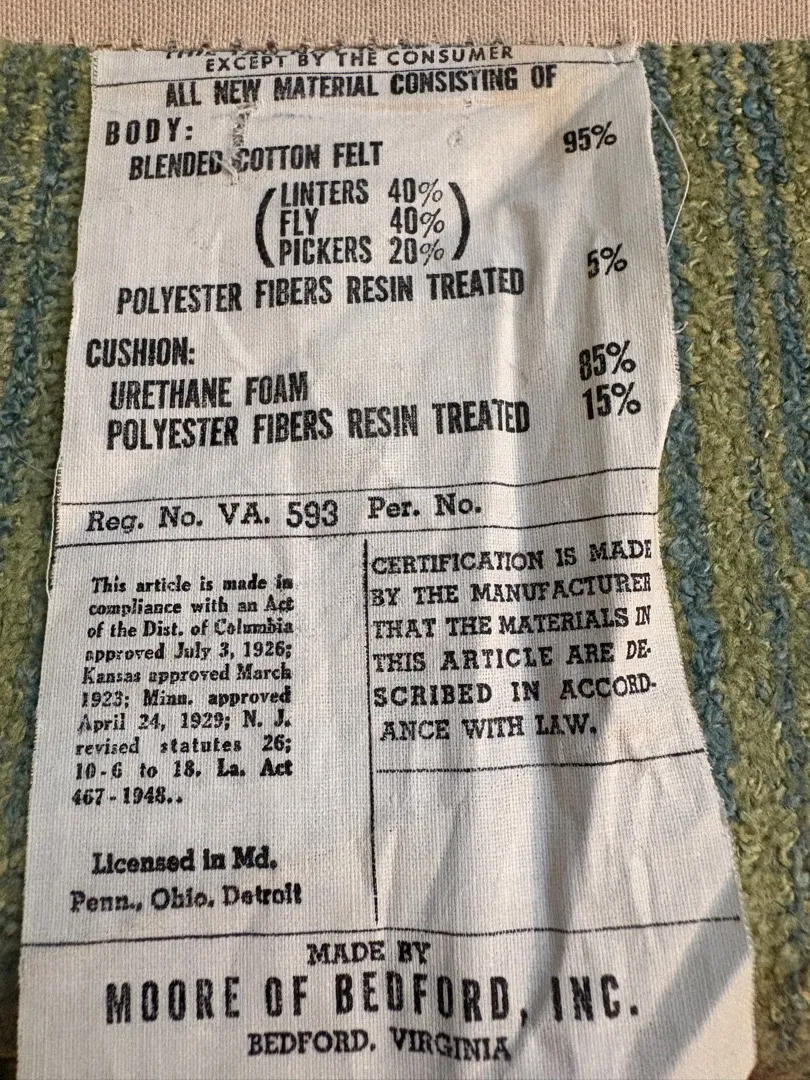 EXCEPT BY THE CONSUMER
ALL NEW MATERIAL CONSISTING OF
BODY:
BLENDED COTTON FELT 95%
(LINTERS 40%
FLY 40%
PICKERS 20%)
POLYESTER FIBERS RESIN TREATED 5%
CUSHION:
URETHANE FOAM 85%
POLYESTER FIBERS RESIN TREATED 15%
Reg. No. VA. 593 Per. No.
This article is made in
compliance with an Act
of the Dist. of Columbia
approved July 3, 1926;
Kansas approved March
1923; Minn. approved
April 24, 1929; N. J.
revised statutes 26;
10-6 to 18. La. Act
467-1948..
Licensed in Md.
Penn., Ohio. Detroit
CERTIFICATION IS MADE
BY THE MANUFACTURER
THAT THE MATERIALS IN
THIS ARTICLE ARE DE-
SCRIBED IN ACCORD-
ANCE WITH LAW.
MADE BY
MOORE OF BEDFORD, INC.
BEDFORD, VIRGINIA